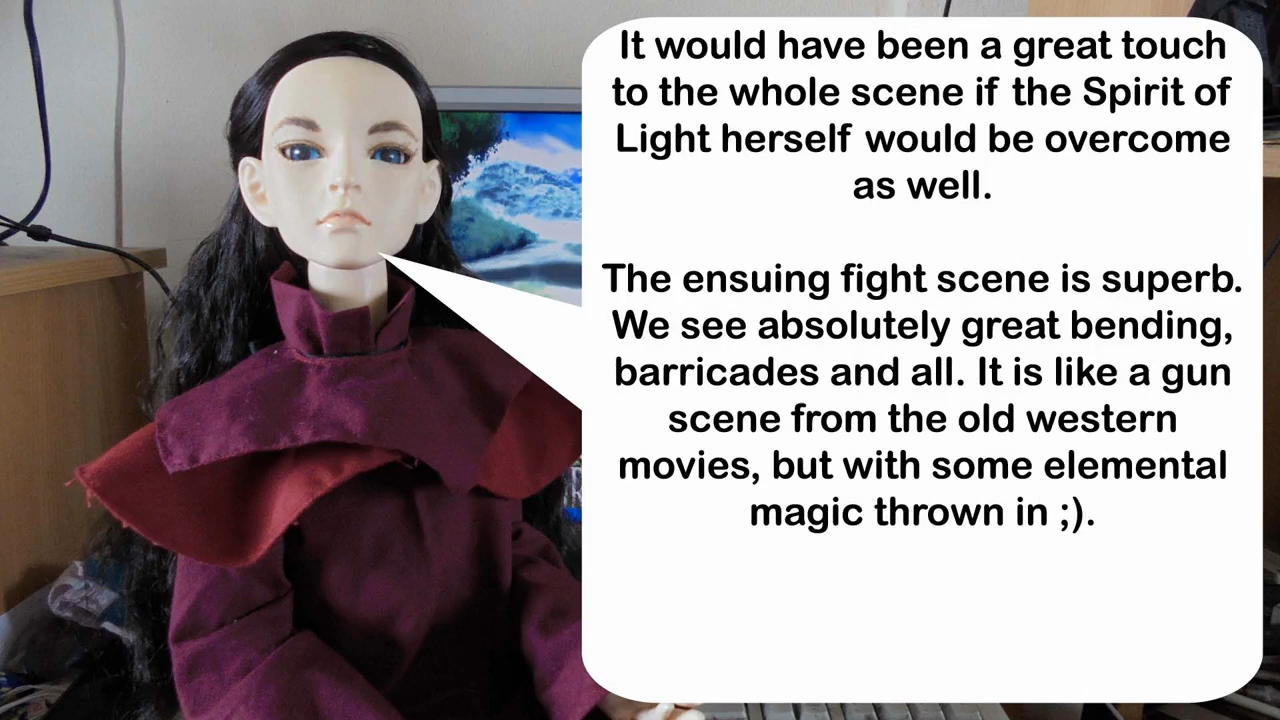 It would have been a great touch
to the whole scene if the Spirit of
Light herself would be overcome
as well.
The ensuing fight scene is superb.
We see absolutely great bending,
barricades and all. It is like a gun
scene from the old western
movies, but with some elemental
magic thrown in ;).